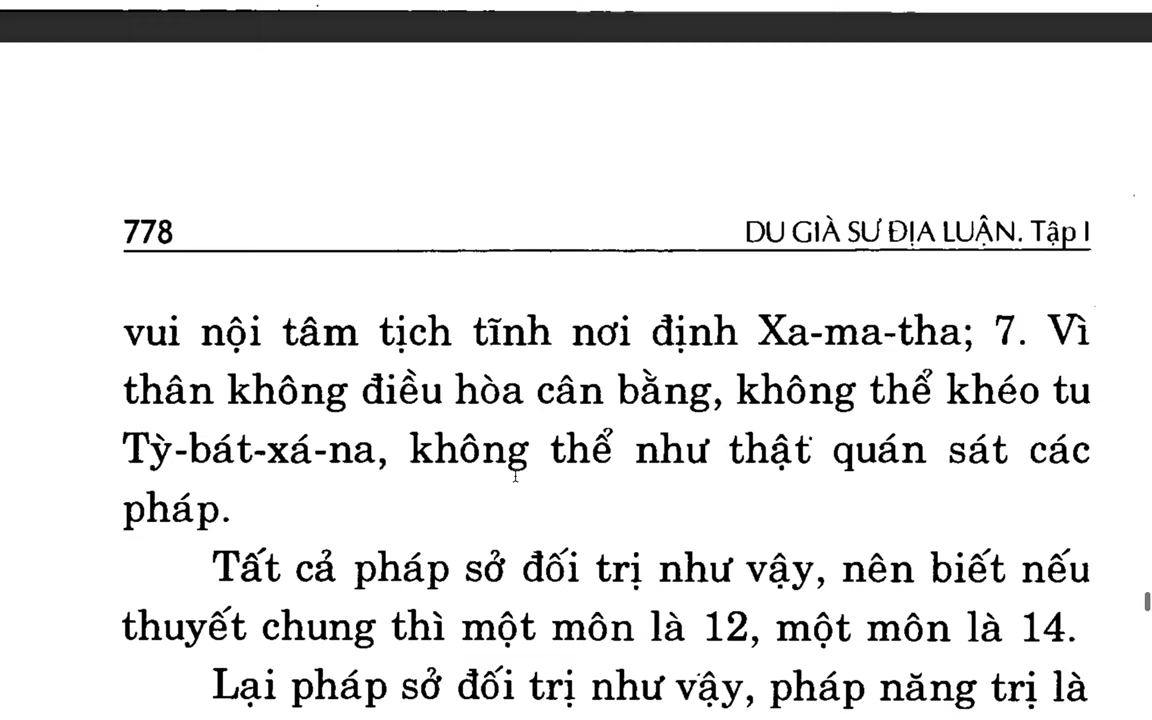 778 DU GIÀ SƯ ĐỊA LUẬN. Tập I
vui nội tâm tịch tĩnh nơi định Xa-ma-tha; 7. Vì
thân không điều hòa cân bằng, không thể khéo tu
Tỳ-bát-xá-na, không thể như thật quán sát các
pháp.
Tất cả pháp sở đối trị như vậy, nên biết nếu
thuyết chung thì một môn là 12, một môn là 14.
Lại pháp sở đối trị như vậy, pháp năng trị là